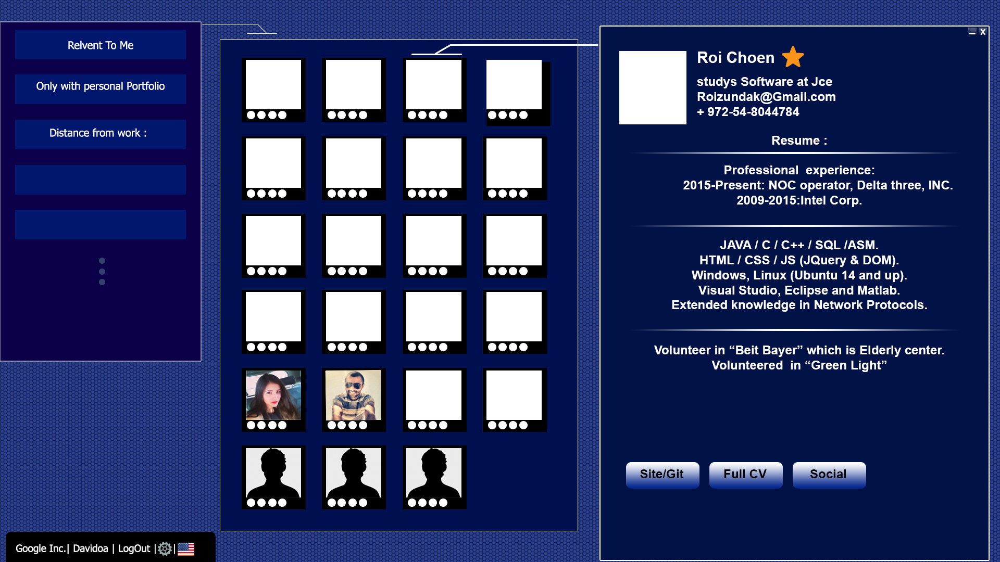 Relvent To Me
Only with personal Portfolio
Distance from work :
Google Inc.| Davidoa | LogOut | |
X
Roi Choen
studys Software at Jce
Roizundak@Gmail.com
+ 972-54-8044784
Resume :
Professional  experience:
2015-Present: NOC operator, Delta three, INC.
2009-2015:Intel Corp.
JAVA / C / C++ / SQL /ASM.
HTML / CSS / JS (JQuery & DOM).
Windows, Linux (Ubuntu 14 and up).
Visual Studio, Eclipse and Matlab.
Extended knowledge in Network Protocols.
Volunteer in “Beit Bayer” which is Elderly center.
Volunteered  in “Green Light”
Site/Git
Full CV
Social